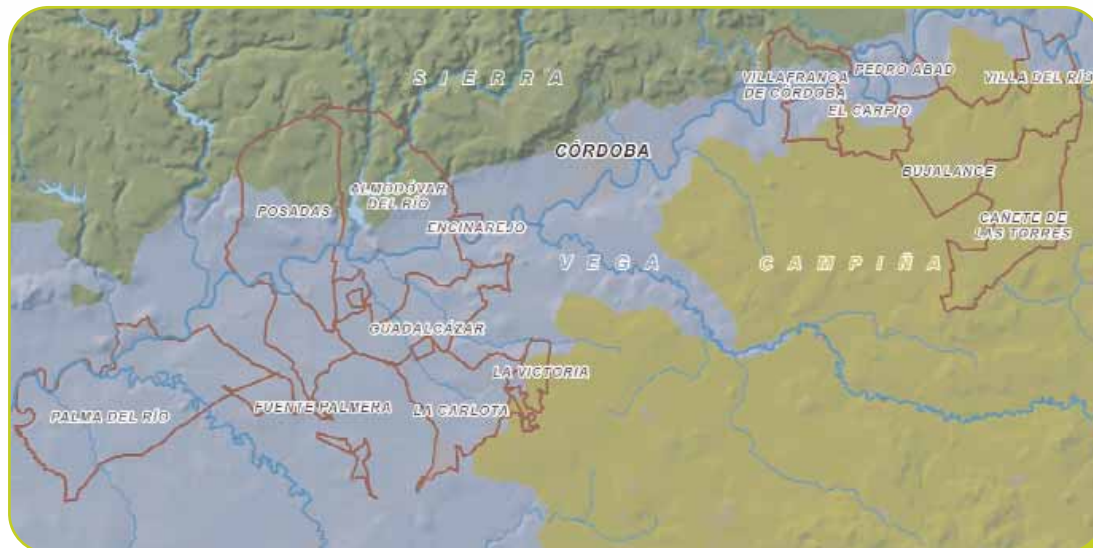 SIERRA
PEDRO ABAD
VILLAFRANCA
DE CÓRDOBA
VILLA DEL RÍO
EL CARPIO
CÓRDOBA
BUJALANCE
ALMODÓVAR
DEL RÍO
POSADAS
ENCINAREJO
CAÑETE DE
LAS TORRES
VEGA
CAMPIÑA
GUADALCÁZAR
LA VICTORIA
PALMA DEL RÍO
FUENTE PALMERA
LA CARLOTA